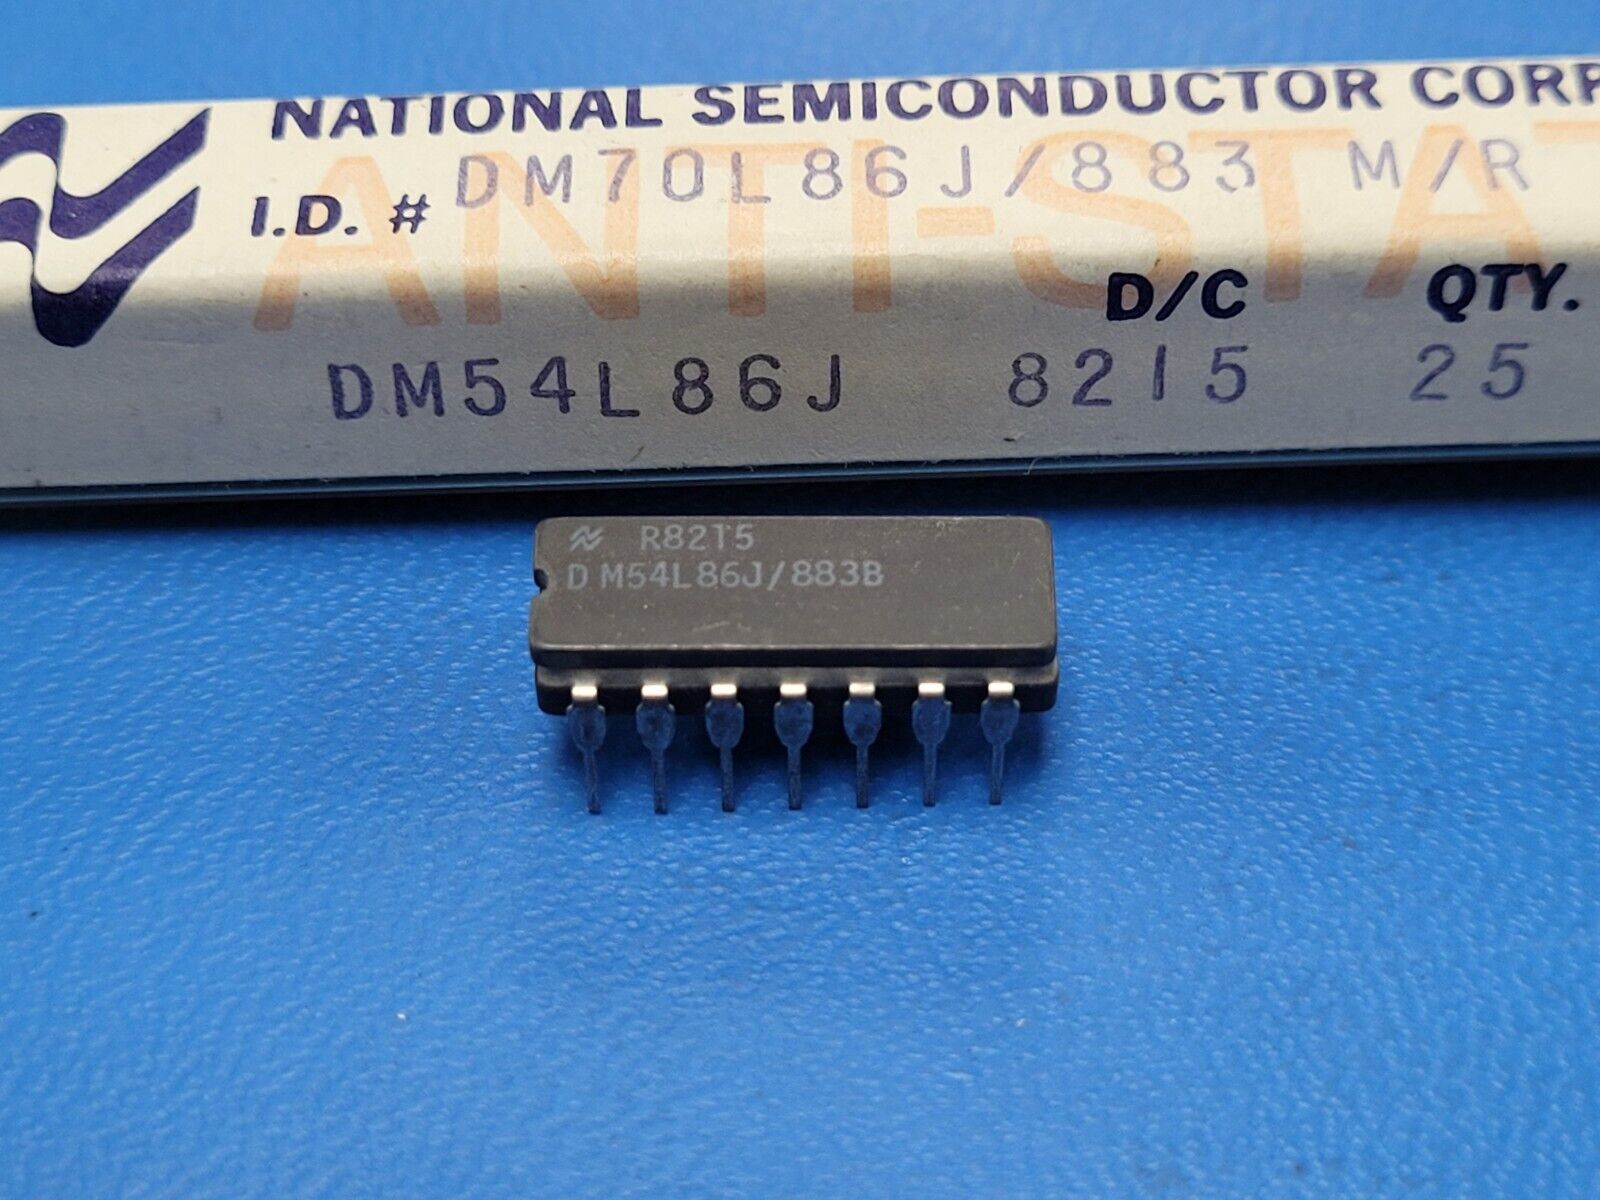 NATIONAL SEMICONDUCTOR CORP
ANTI-STAT
I.D. # DM70L86J/883 M/R
D/C QTY.
DM54L86J 8215 25
R8215
DM54L86J/883B